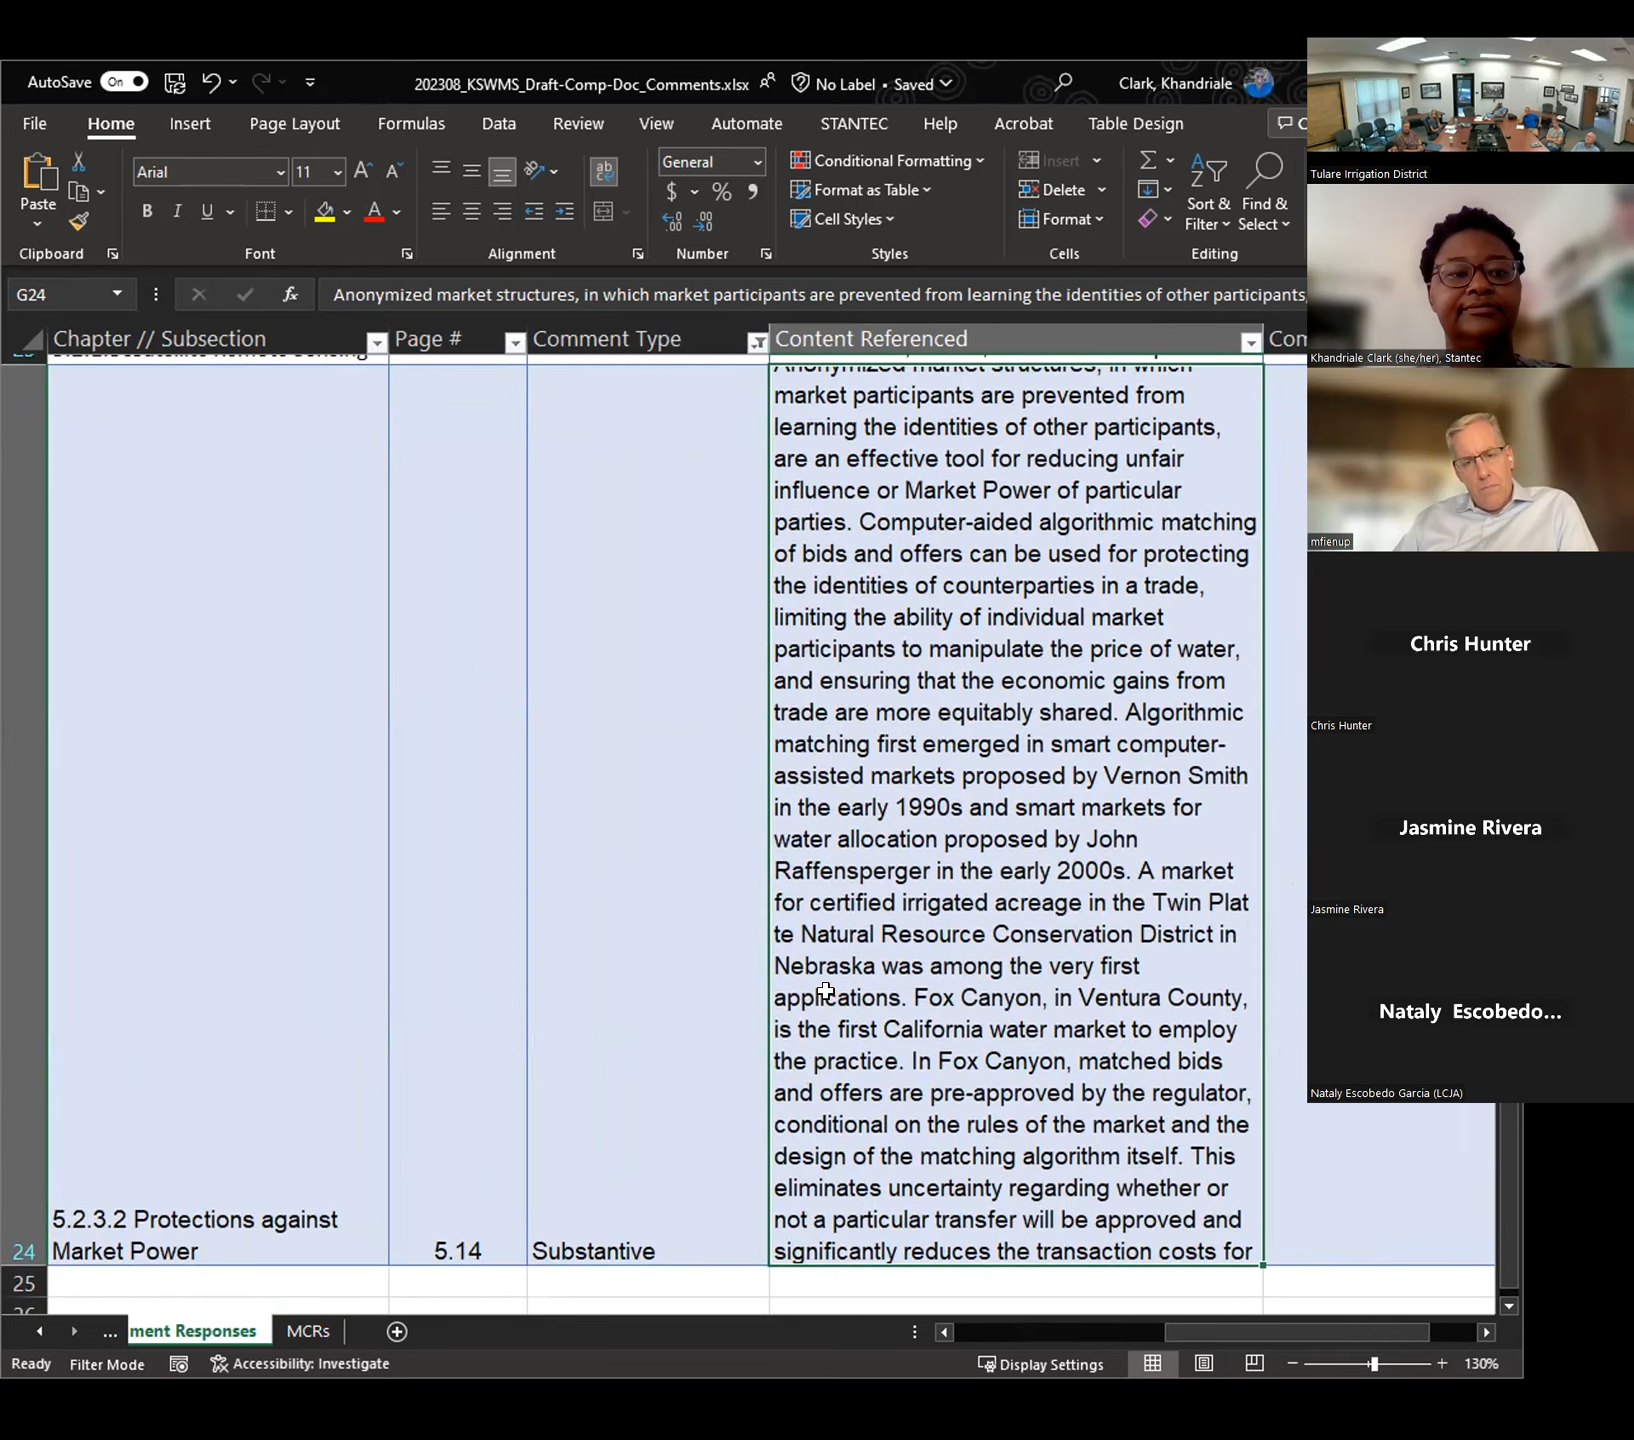 AutoSave On 202308_KSWMS_Draft-Comp-Doc_Comments.xlsx No Label • Saved Clark, Khandriale
File Home Insert Page Layout Formulas Data Review View Automate STANTEC Help Acrobat Table Design C
Paste
Arial 11 A^ A˅
B I U A
ab
General
$ % 9
Conditional Formatting
Format as Table
Cell Styles
Insert
Delete
Format
Sort & Filter
Find & Select
Clipboard Font Alignment Number Styles Cells Editing
G24 fx Anonymized market structures, in which market participants are prevented from learning the identities of other participants,
Chapter // Subsection Page # Comment Type Content Referenced Com
Anonymized market structures, in which
market participants are prevented from
learning the identities of other participants,
are an effective tool for reducing unfair
influence or Market Power of particular
parties. Computer-aided algorithmic matching
of bids and offers can be used for protecting
the identities of counterparties in a trade,
limiting the ability of individual market
participants to manipulate the price of water,
and ensuring that the economic gains from
trade are more equitably shared. Algorithmic
matching first emerged in smart computer-
assisted markets proposed by Vernon Smith
in the early 1990s and smart markets for
water allocation proposed by John
Raffensperger in the early 2000s. A market
for certified irrigated acreage in the Twin Plat
te Natural Resource Conservation District in
Nebraska was among the very first
applications. Fox Canyon, in Ventura County,
is the first California water market to employ
the practice. In Fox Canyon, matched bids
and offers are pre-approved by the regulator,
conditional on the rules of the market and the
design of the matching algorithm itself. This
eliminates uncertainty regarding whether or
not a particular transfer will be approved and
significantly reduces the transaction costs for
5.2.3.2 Protections against
Market Power
5.14
Substantive
24
25
26
... ment Responses MCRs
Ready Filter Mode Accessibility: Investigate Display Settings 130%
Tulare Irrigation District
Khandriale Clark (she/her), Stantec
mfienup
Chris Hunter
Chris Hunter
Jasmine Rivera
Jasmine Rivera
Nataly Escobedo...
Nataly Escobedo Garcia (LCJA)